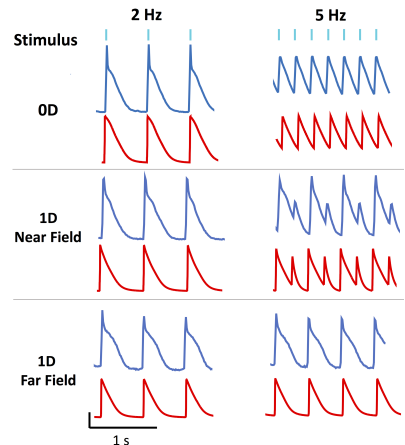 2 Hz 5 Hz
Stimulus
0D
1D
Near Field
1D
Far Field
1 s